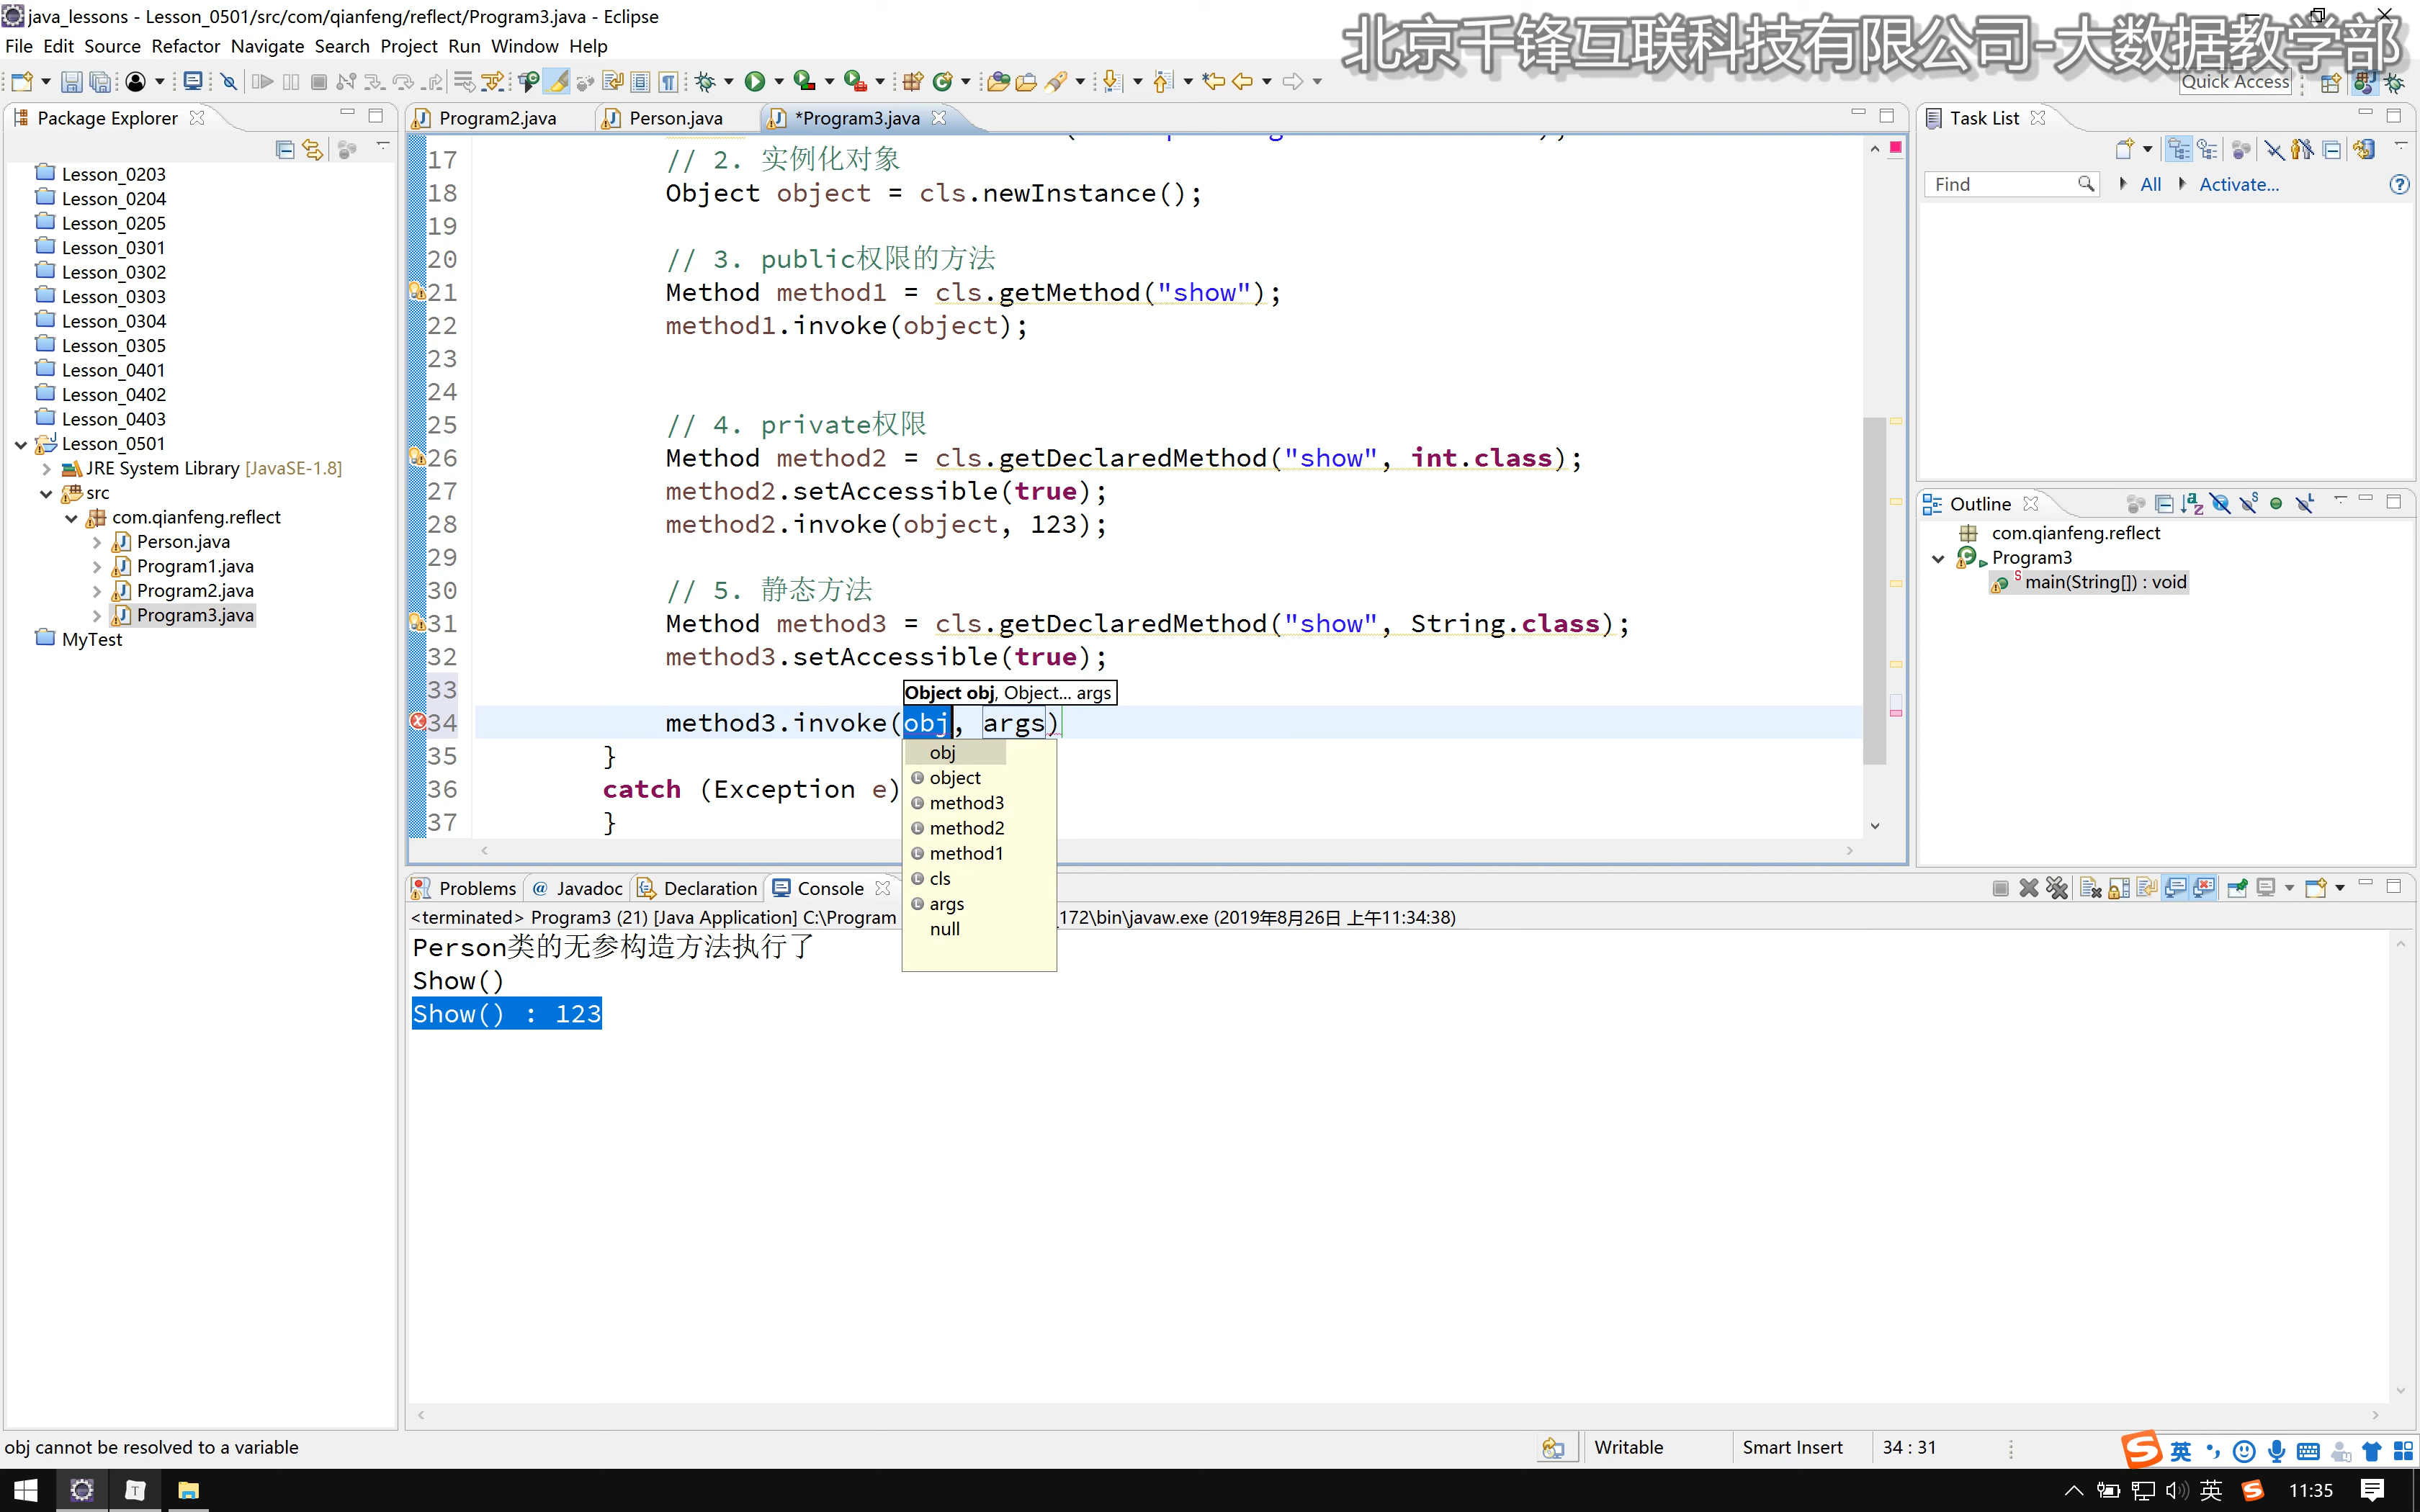 java_lessons - Lesson_0501/src/com/qianfeng/reflect/Program3.java - Eclipse
北京千锋互联科技有限公司-大数据教学部
File Edit Source Refactor Navigate Search Project Run Window Help
Quick Access
Package Explorer
Lesson_0203
Lesson_0204
Lesson_0205
Lesson_0301
Lesson_0302
Lesson_0303
Lesson_0304
Lesson_0305
Lesson_0401
Lesson_0402
Lesson_0403
Lesson_0501
JRE System Library [JavaSE-1.8]
src
com.qianfeng.reflect
Person.java
Program1.java
Program2.java
Program3.java
MyTest
Program2.java Person.java *Program3.java
17 // 2. 实例化对象
18 Object object = cls.newInstance();
19
20 // 3. public权限的方法
21 Method method1 = cls.getMethod("show");
22 method1.invoke(object);
23
24
25 // 4. private权限
26 Method method2 = cls.getDeclaredMethod("show", int.class);
27 method2.setAccessible(true);
28 method2.invoke(object, 123);
29
30 // 5. 静态方法
31 Method method3 = cls.getDeclaredMethod("show", String.class);
32 method3.setAccessible(true);
33
Object obj, Object... args
34 method3.invoke(obj, args)
35 }
36 catch (Exception e)
37 }
obj
object
method3
method2
method1
cls
args
null
Task List
Find All Activate...
Outline
com.qianfeng.reflect
Program3
main(String[]) : void
Problems @ Javadoc Declaration Console
<terminated> Program3 (21) [Java Application] C:\Program 172\bin\javaw.exe (2019年8月26日 上午11:34:38)
Person类的无参构造方法执行了
Show()
Show() : 123
obj cannot be resolved to a variable
Writable Smart Insert 34 : 31
英
英 11:35